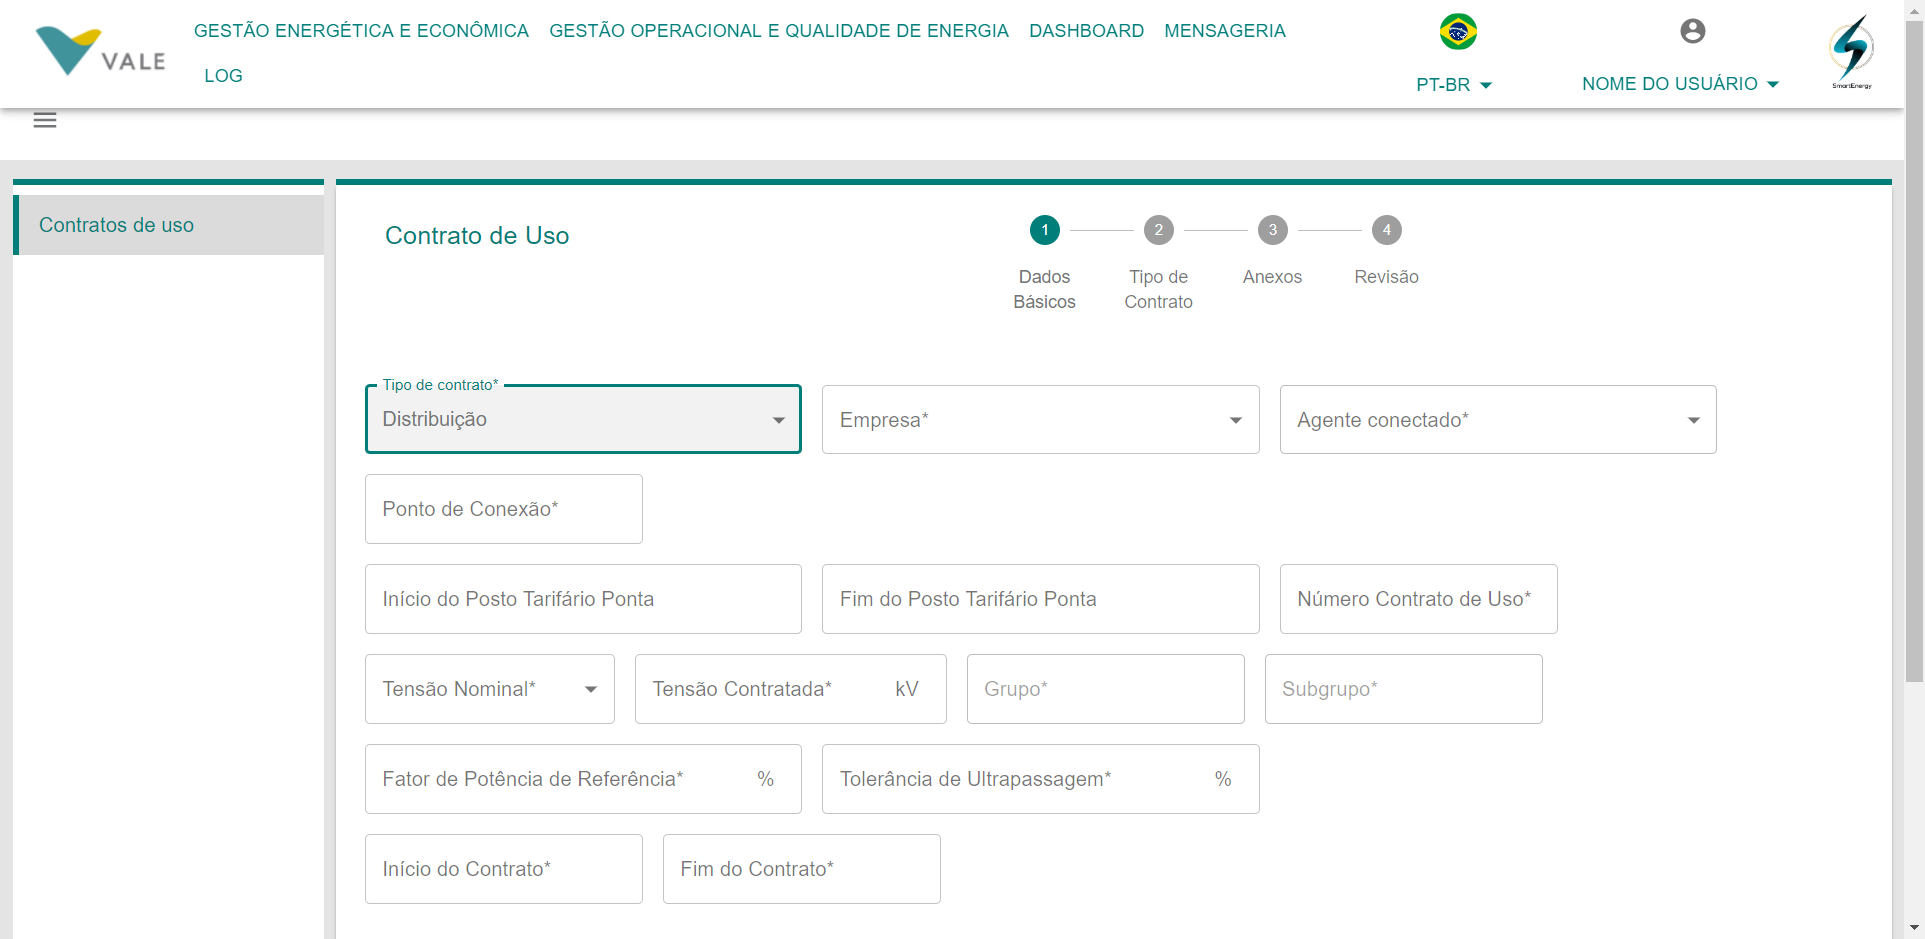 VALE
GESTÃO ENERGÉTICA E ECONÔMICA GESTÃO OPERACIONAL E QUALIDADE DE ENERGIA DASHBOARD MENSAGERIA
LOG
PT-BR
NOME DO USUÁRIO
SmartEnergy
Contratos de uso
Contrato de Uso
1 2 3 4
Dados Básicos
Tipo de Contrato
Anexos
Revisão
Tipo de contrato*
Distribuição
Empresa*
Agente conectado*
Ponto de Conexão*
Início do Posto Tarifário Ponta
Fim do Posto Tarifário Ponta
Número Contrato de Uso*
Tensão Nominal*
Tensão Contratada* kV
Grupo*
Subgrupo*
Fator de Potência de Referência* %
Tolerância de Ultrapassagem* %
Início do Contrato*
Fim do Contrato*